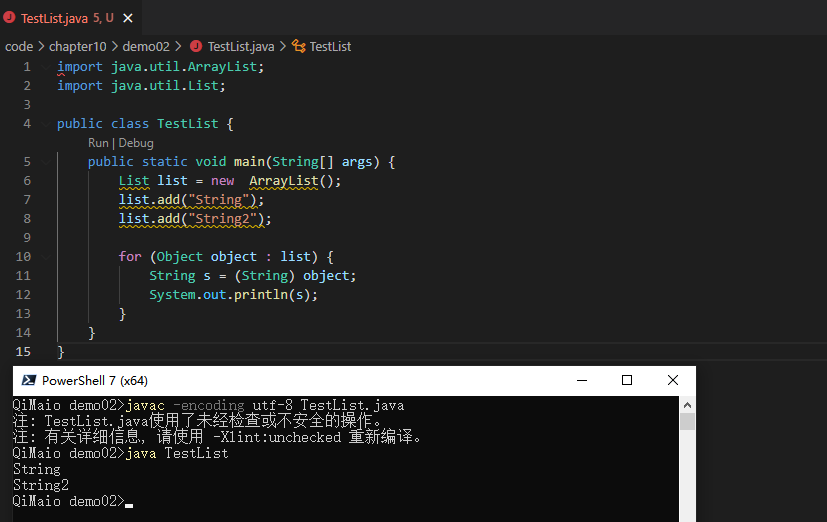 TestList.java 5, U
code > chapter10 > demo02 > TestList.java > TestList
1 import java.util.ArrayList;
2 import java.util.List;
3
4 public class TestList {
Run | Debug
5 public static void main(String[] args) {
6 List list = new  ArrayList();
7 list.add("String");
8 list.add("String2");
9
10 for (Object object : list) {
11 String s = (String) object;
12 System.out.println(s);
13 }
14 }
15 }
PowerShell 7 (x64)
QiMaio demo02>javac -encoding utf-8 TestList.java
注: TestList.java使用了未经检查或不安全的操作。
注: 有关详细信息, 请使用 -Xlint:unchecked 重新编译。
QiMaio demo02>java TestList
String
String2
QiMaio demo02>